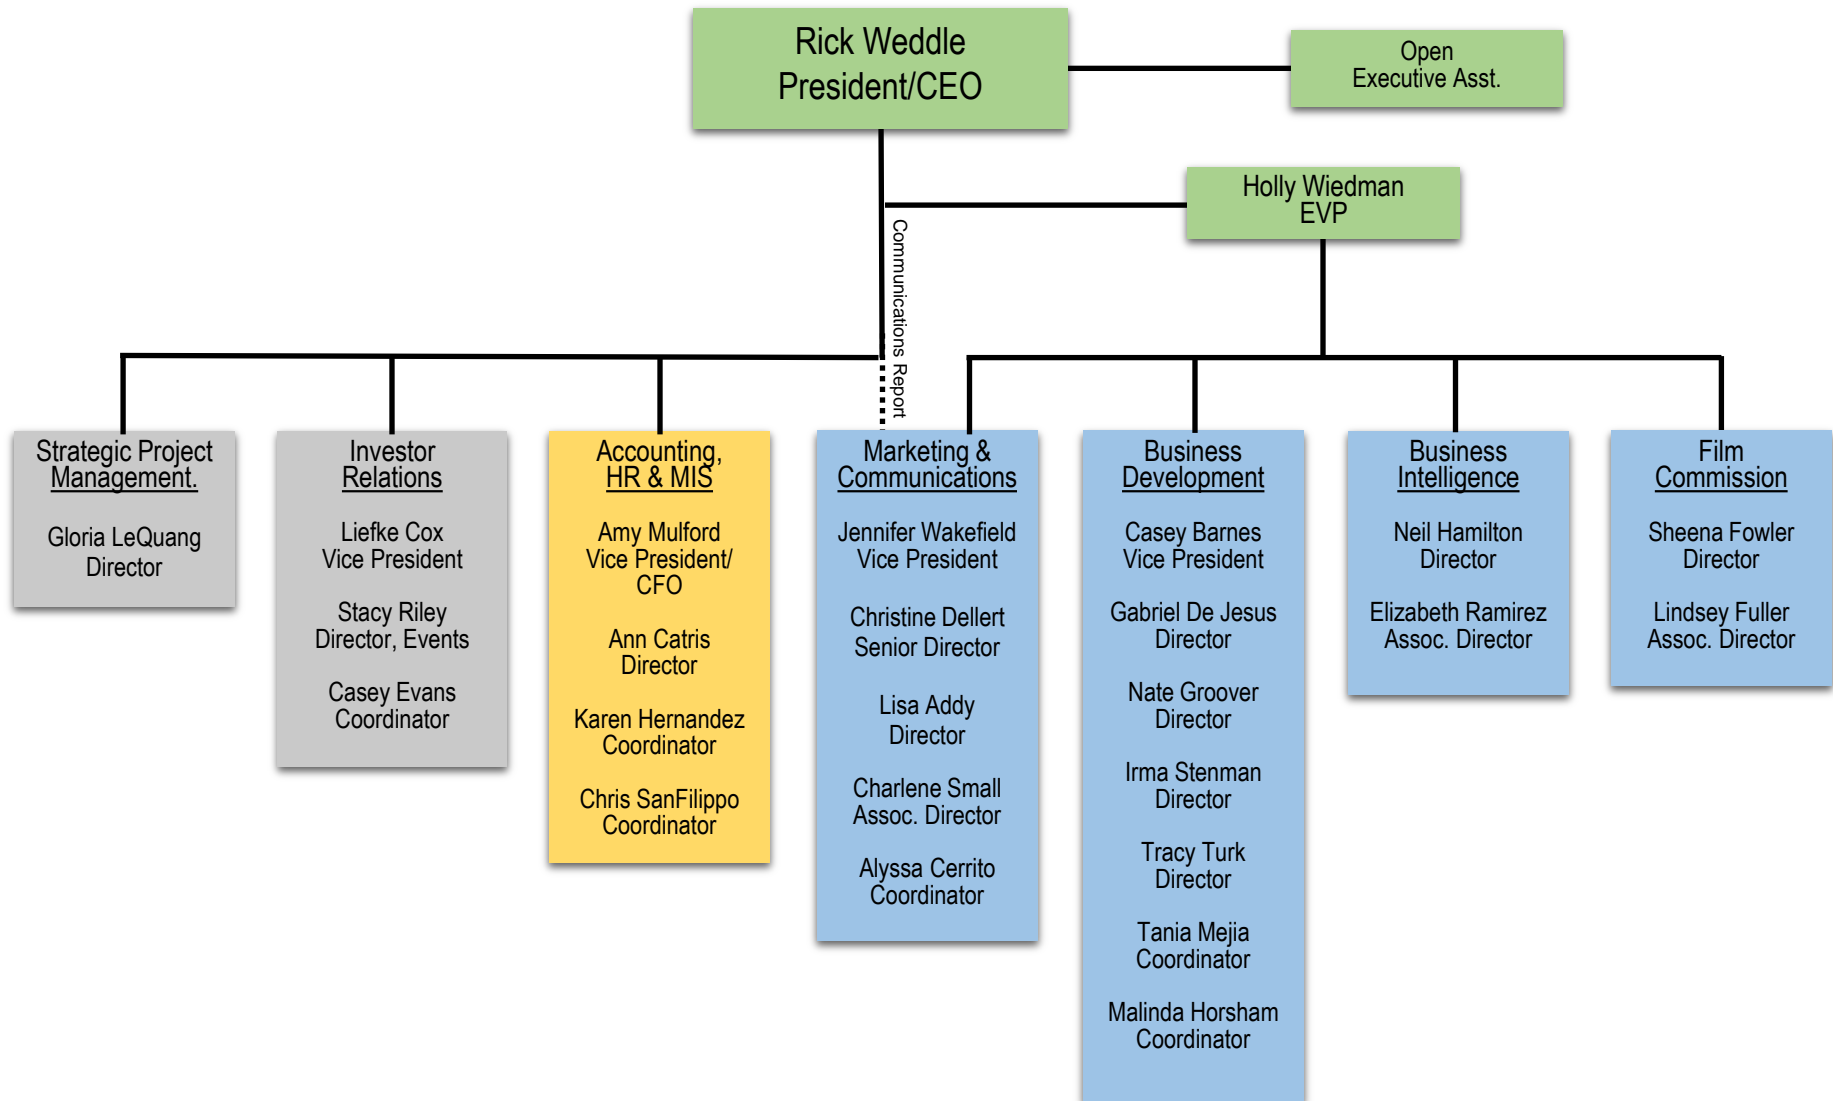 Rick Weddle
President/CEO
Open
Executive Asst.
Holly Wiedman
EVP
Communications Report
Strategic Project
Management.
Gloria LeQuang
Director
Investor
Relations
Liefke Cox
Vice President
Stacy Riley
Director, Events
Casey Evans
Coordinator
Accounting,
HR & MIS
Amy Mulford
Vice President/
CFO
Ann Catris
Director
Karen Hernandez
Coordinator
Chris SanFilippo
Coordinator
Marketing &
Communications
Jennifer Wakefield
Vice President
Christine Dellert
Senior Director
Lisa Addy
Director
Charlene Small
Assoc. Director
Alyssa Cerrito
Coordinator
Business
Development
Casey Barnes
Vice President
Gabriel De Jesus
Director
Nate Groover
Director
Irma Stenman
Director
Tracy Turk
Director
Tania Mejia
Coordinator
Malinda Horsham
Coordinator
Business
Intelligence
Neil Hamilton
Director
Elizabeth Ramirez
Assoc. Director
Film
Commission
Sheena Fowler
Director
Lindsey Fuller
Assoc. Director